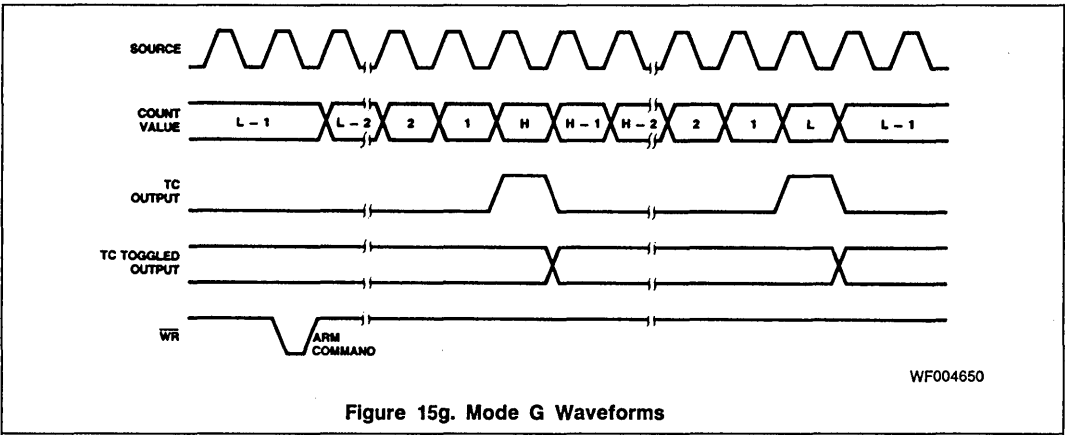 SOURCE
COUNT
VALUE
L – 1 L – 2 2 1 H H – 1 H – 2 2 1 L L – 1
TC
OUTPUT
TC TOGGLED
OUTPUT
WR
ARM
COMMAND
WF004650
Figure 15g. Mode G Waveforms